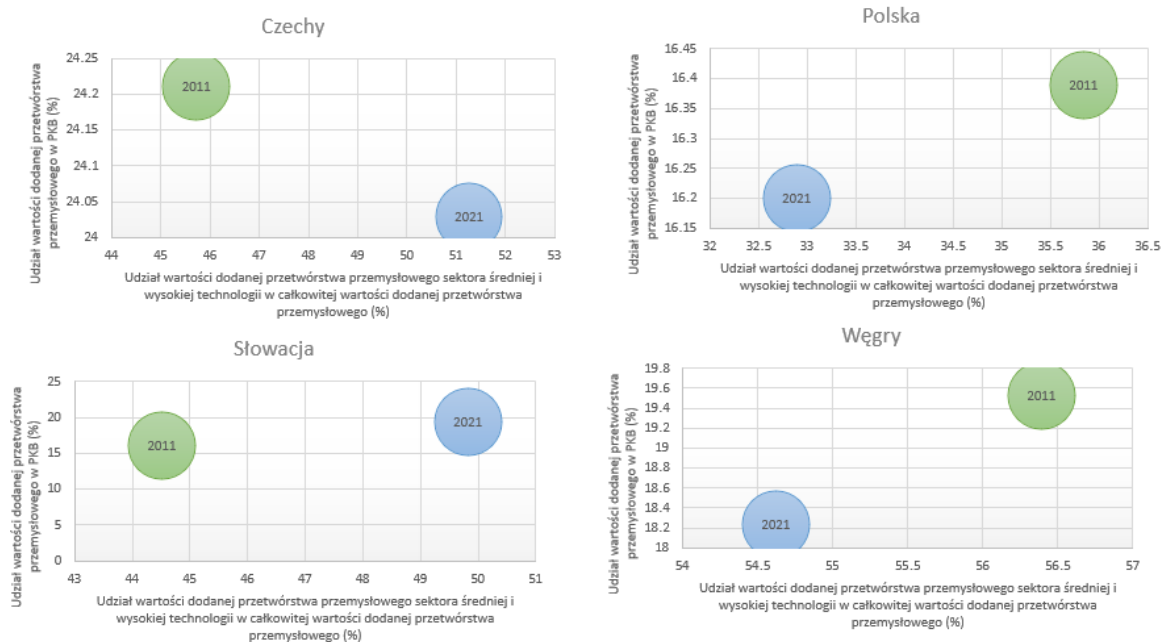 Czechy
Udział wartości dodanej przetwórstwa
przemysłowego w PKB (%)
24.25
24.2
24.15
24.1
24.05
24
2011
2021
44 45 46 47 48 49 50 51 52 53
Udział wartości dodanej przetwórstwa przemysłowego sektora średniej i
wysokiej technologii w całkowitej wartości dodanej przetwórstwa
przemysłowego (%)
Polska
Udział wartości dodanej przetwórstwa
przemysłowego w PKB (%)
16.45
16.4
16.35
16.3
16.25
16.2
16.15
2011
2021
32 32.5 33 33.5 34 34.5 35 35.5 36 36.5
Udział wartości dodanej przetwórstwa przemysłowego sektora średniej i
wysokiej technologii w całkowitej wartości dodanej przetwórstwa
przemysłowego (%)
Słowacja
Udział wartości dodanej przetwórstwa
przemysłowego w PKB (%)
25
20
15
10
5
0
2011
2021
43 44 45 46 47 48 49 50 51
Udział wartości dodanej przetwórstwa przemysłowego sektora średniej i
wysokiej technologii w całkowitej wartości dodanej przetwórstwa
przemysłowego (%)
Węgry
Udział wartości dodanej przetwórstwa
przemysłowego w PKB (%)
19.8
19.6
19.4
19.2
19
18.8
18.6
18.4
18.2
18
2011
2021
54 54.5 55 55.5 56 56.5 57
Udział wartości dodanej przetwórstwa przemysłowego sektora średniej i
wysokiej technologii w całkowitej wartości dodanej przetwórstwa
przemysłowego (%)